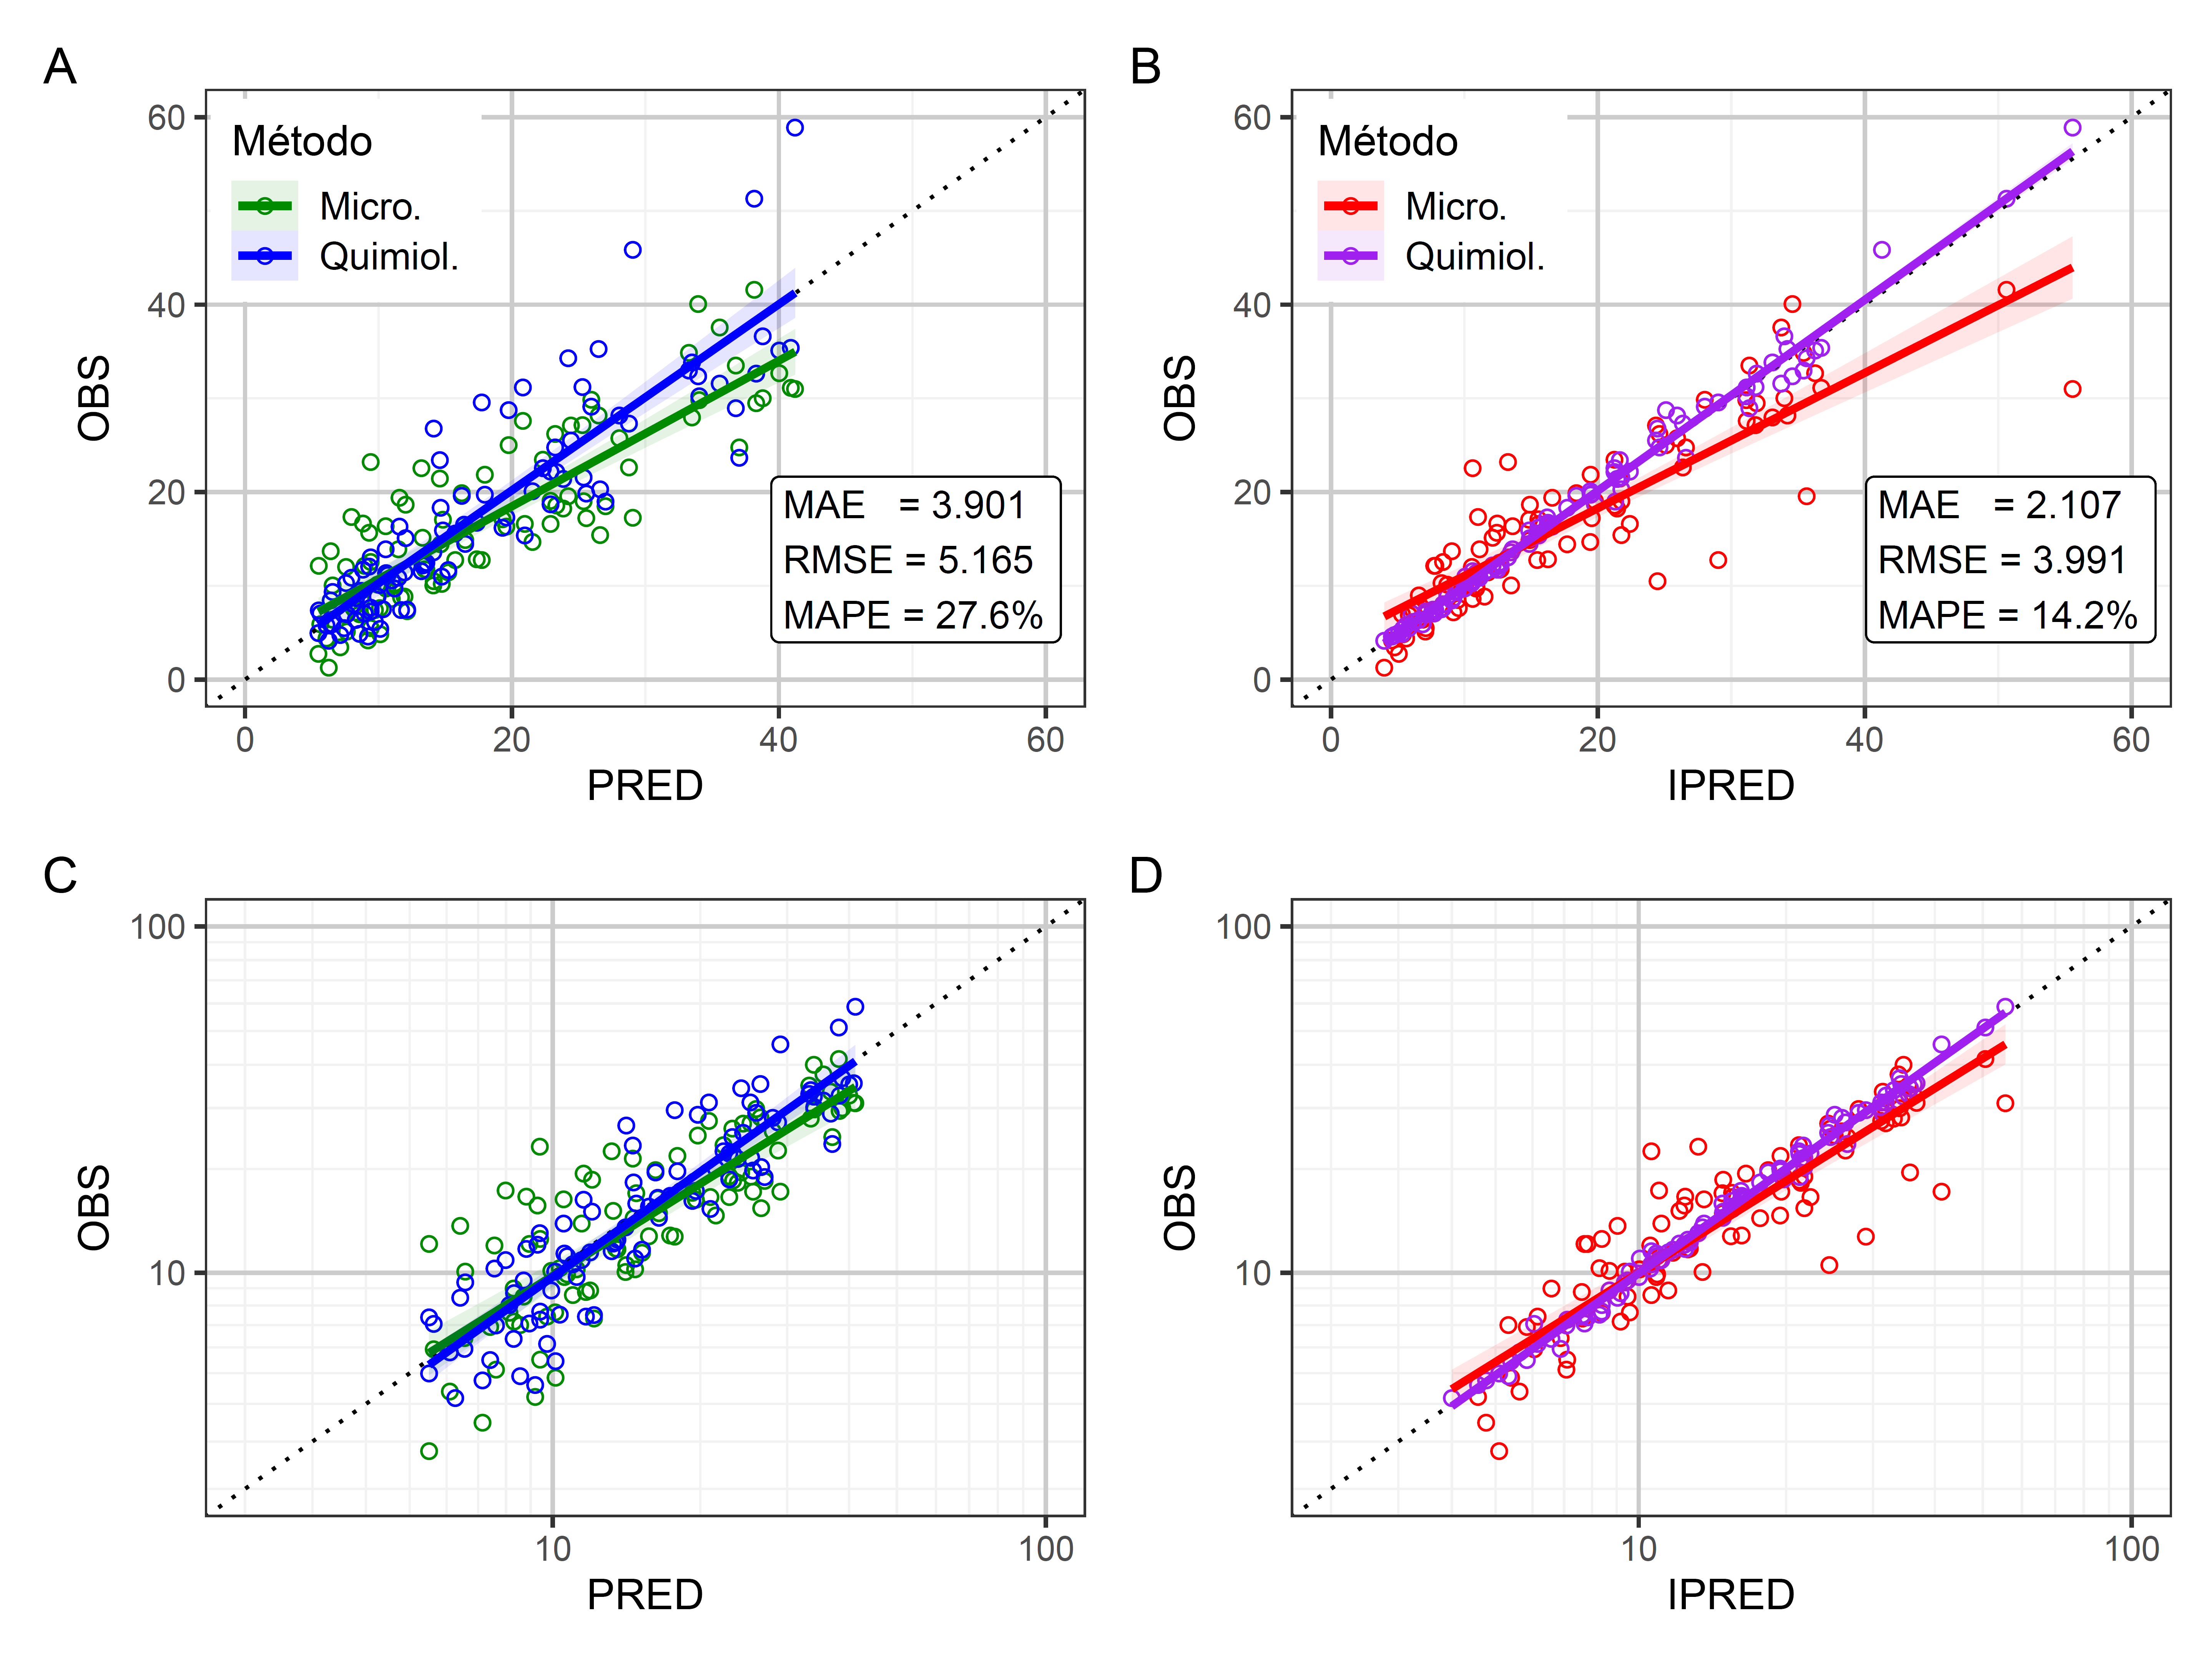 A
OBS
60
40
20
0
Método
Micro.
Quimiol.
MAE = 3.901
RMSE = 5.165
MAPE = 27.6%
0 20 40 60
PRED
B
OBS
60
40
20
0
Método
Micro.
Quimiol.
MAE = 2.107
RMSE = 3.991
MAPE = 14.2%
0 20 40 60
IPRED
C
OBS
100
10
10 100
PRED
D
OBS
100
10
10 100
IPRED